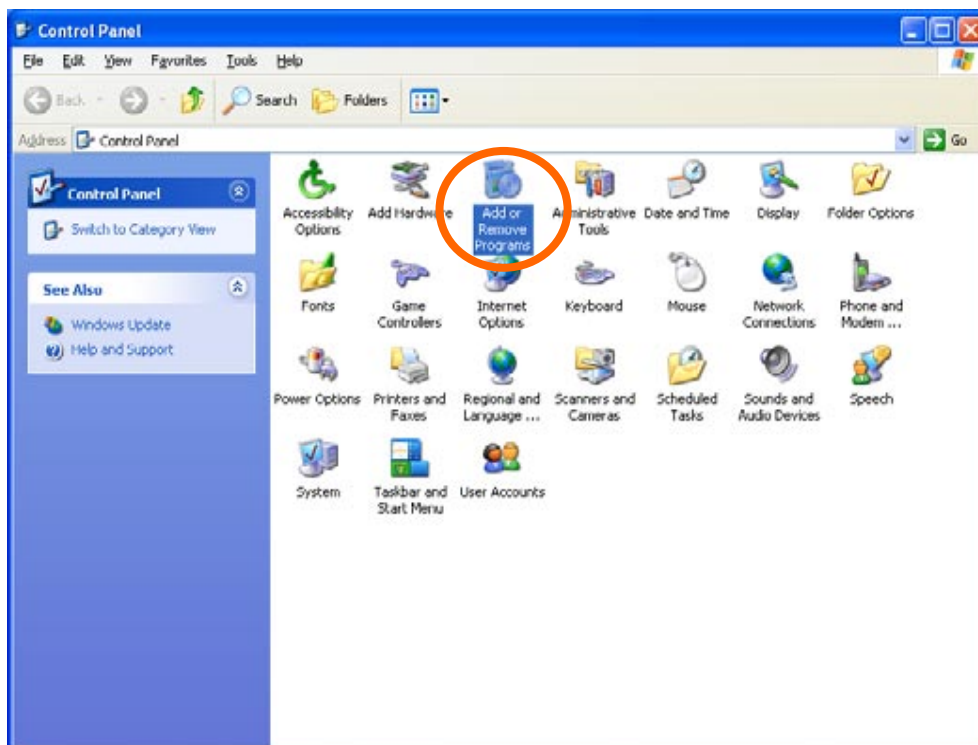 Control Panel
File Edit View Favorites Tools Help
Back Search Folders
Address Control Panel Go
Control Panel
Switch to Category View
See Also
Windows Update
Help and Support
Accessibility Options
Add Hardware
Add or Remove Programs
Administrative Tools
Date and Time
Display
Folder Options
Fonts
Game Controllers
Internet Options
Keyboard
Mouse
Network Connections
Phone and Modem ...
Power Options
Printers and Faxes
Regional and Language ...
Scanners and Cameras
Scheduled Tasks
Sounds and Audio Devices
Speech
System
Taskbar and Start Menu
User Accounts